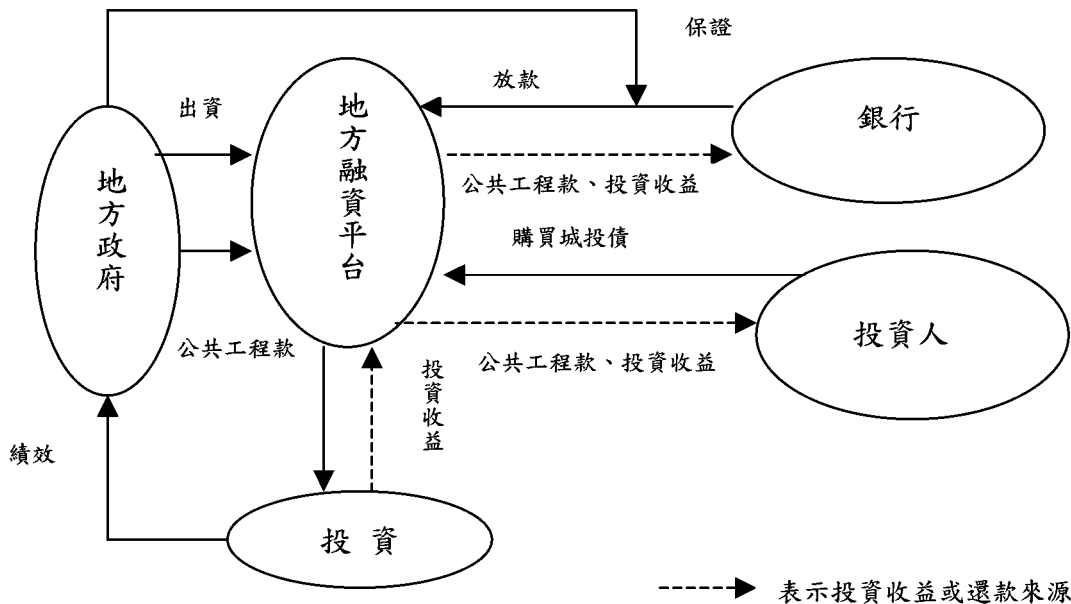 保證
放款
出資
地方融資平台
銀行
地方政府
公共工程款、投資收益
購買城投債
投資人
公共工程款
公共工程款、投資收益
投資收益
績效
投 資
表示投資收益或還款來源